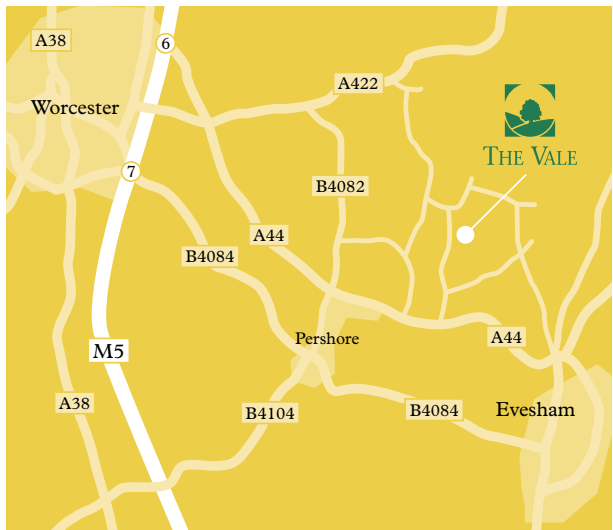 A38
6
A422
Worcester
THE VALE
7
B4082
A44
B4084
Pershore
M5
A44
A38
B4104
B4084
Evesham